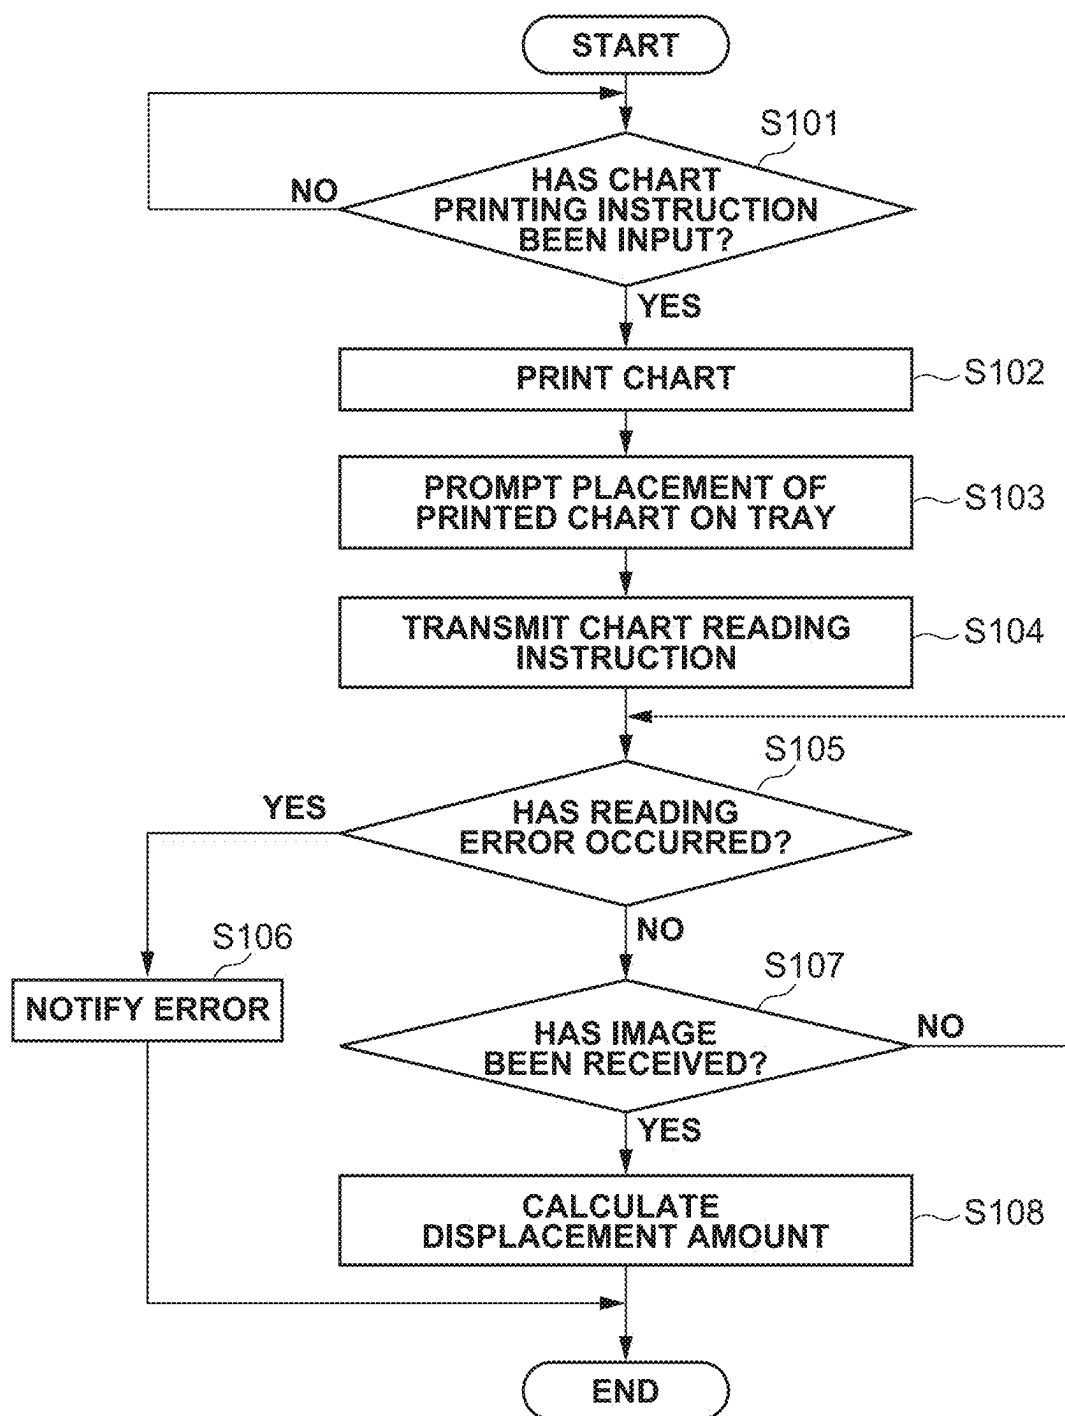 START
S101
HAS CHART
PRINTING INSTRUCTION
BEEN INPUT?
NO
YES
PRINT CHART
S102
PROMPT PLACEMENT OF
PRINTED CHART ON TRAY
S103
TRANSMIT CHART READING
INSTRUCTION
S104
S105
HAS READING
ERROR OCCURRED?
YES
NO
S106
NOTIFY ERROR
S107
HAS IMAGE
BEEN RECEIVED?
NO
YES
CALCULATE
DISPLACEMENT AMOUNT
S108
END